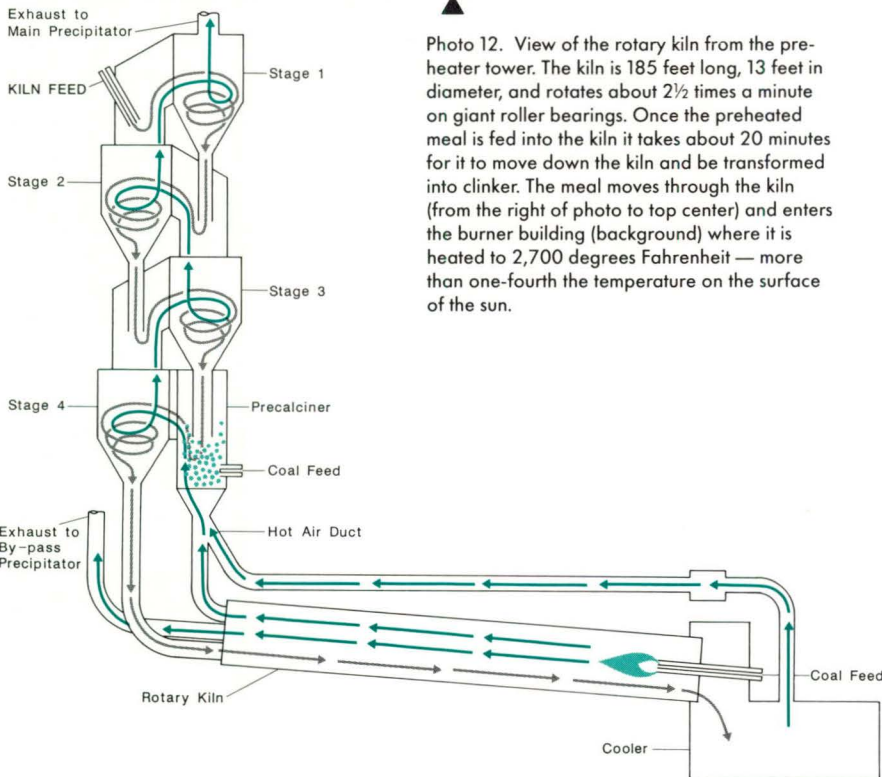 Exhaust to
Main Precipitator
KILN FEED
Stage 1
Stage 2
Stage 3
Stage 4
Precalciner
Coal Feed
Exhaust to
By-pass
Precipitator
Hot Air Duct
Rotary Kiln
Coal Feed
Cooler
Photo 12. View of the rotary kiln from the pre-
heater tower. The kiln is 185 feet long, 13 feet in
diameter, and rotates about 2½ times a minute
on giant roller bearings. Once the preheated
meal is fed into the kiln it takes about 20 minutes
for it to move down the kiln and be transformed
into clinker. The meal moves through the kiln
(from the right of photo to top center) and enters
the burner building (background) where it is
heated to 2,700 degrees Fahrenheit — more
than one-fourth the temperature on the surface
of the sun.